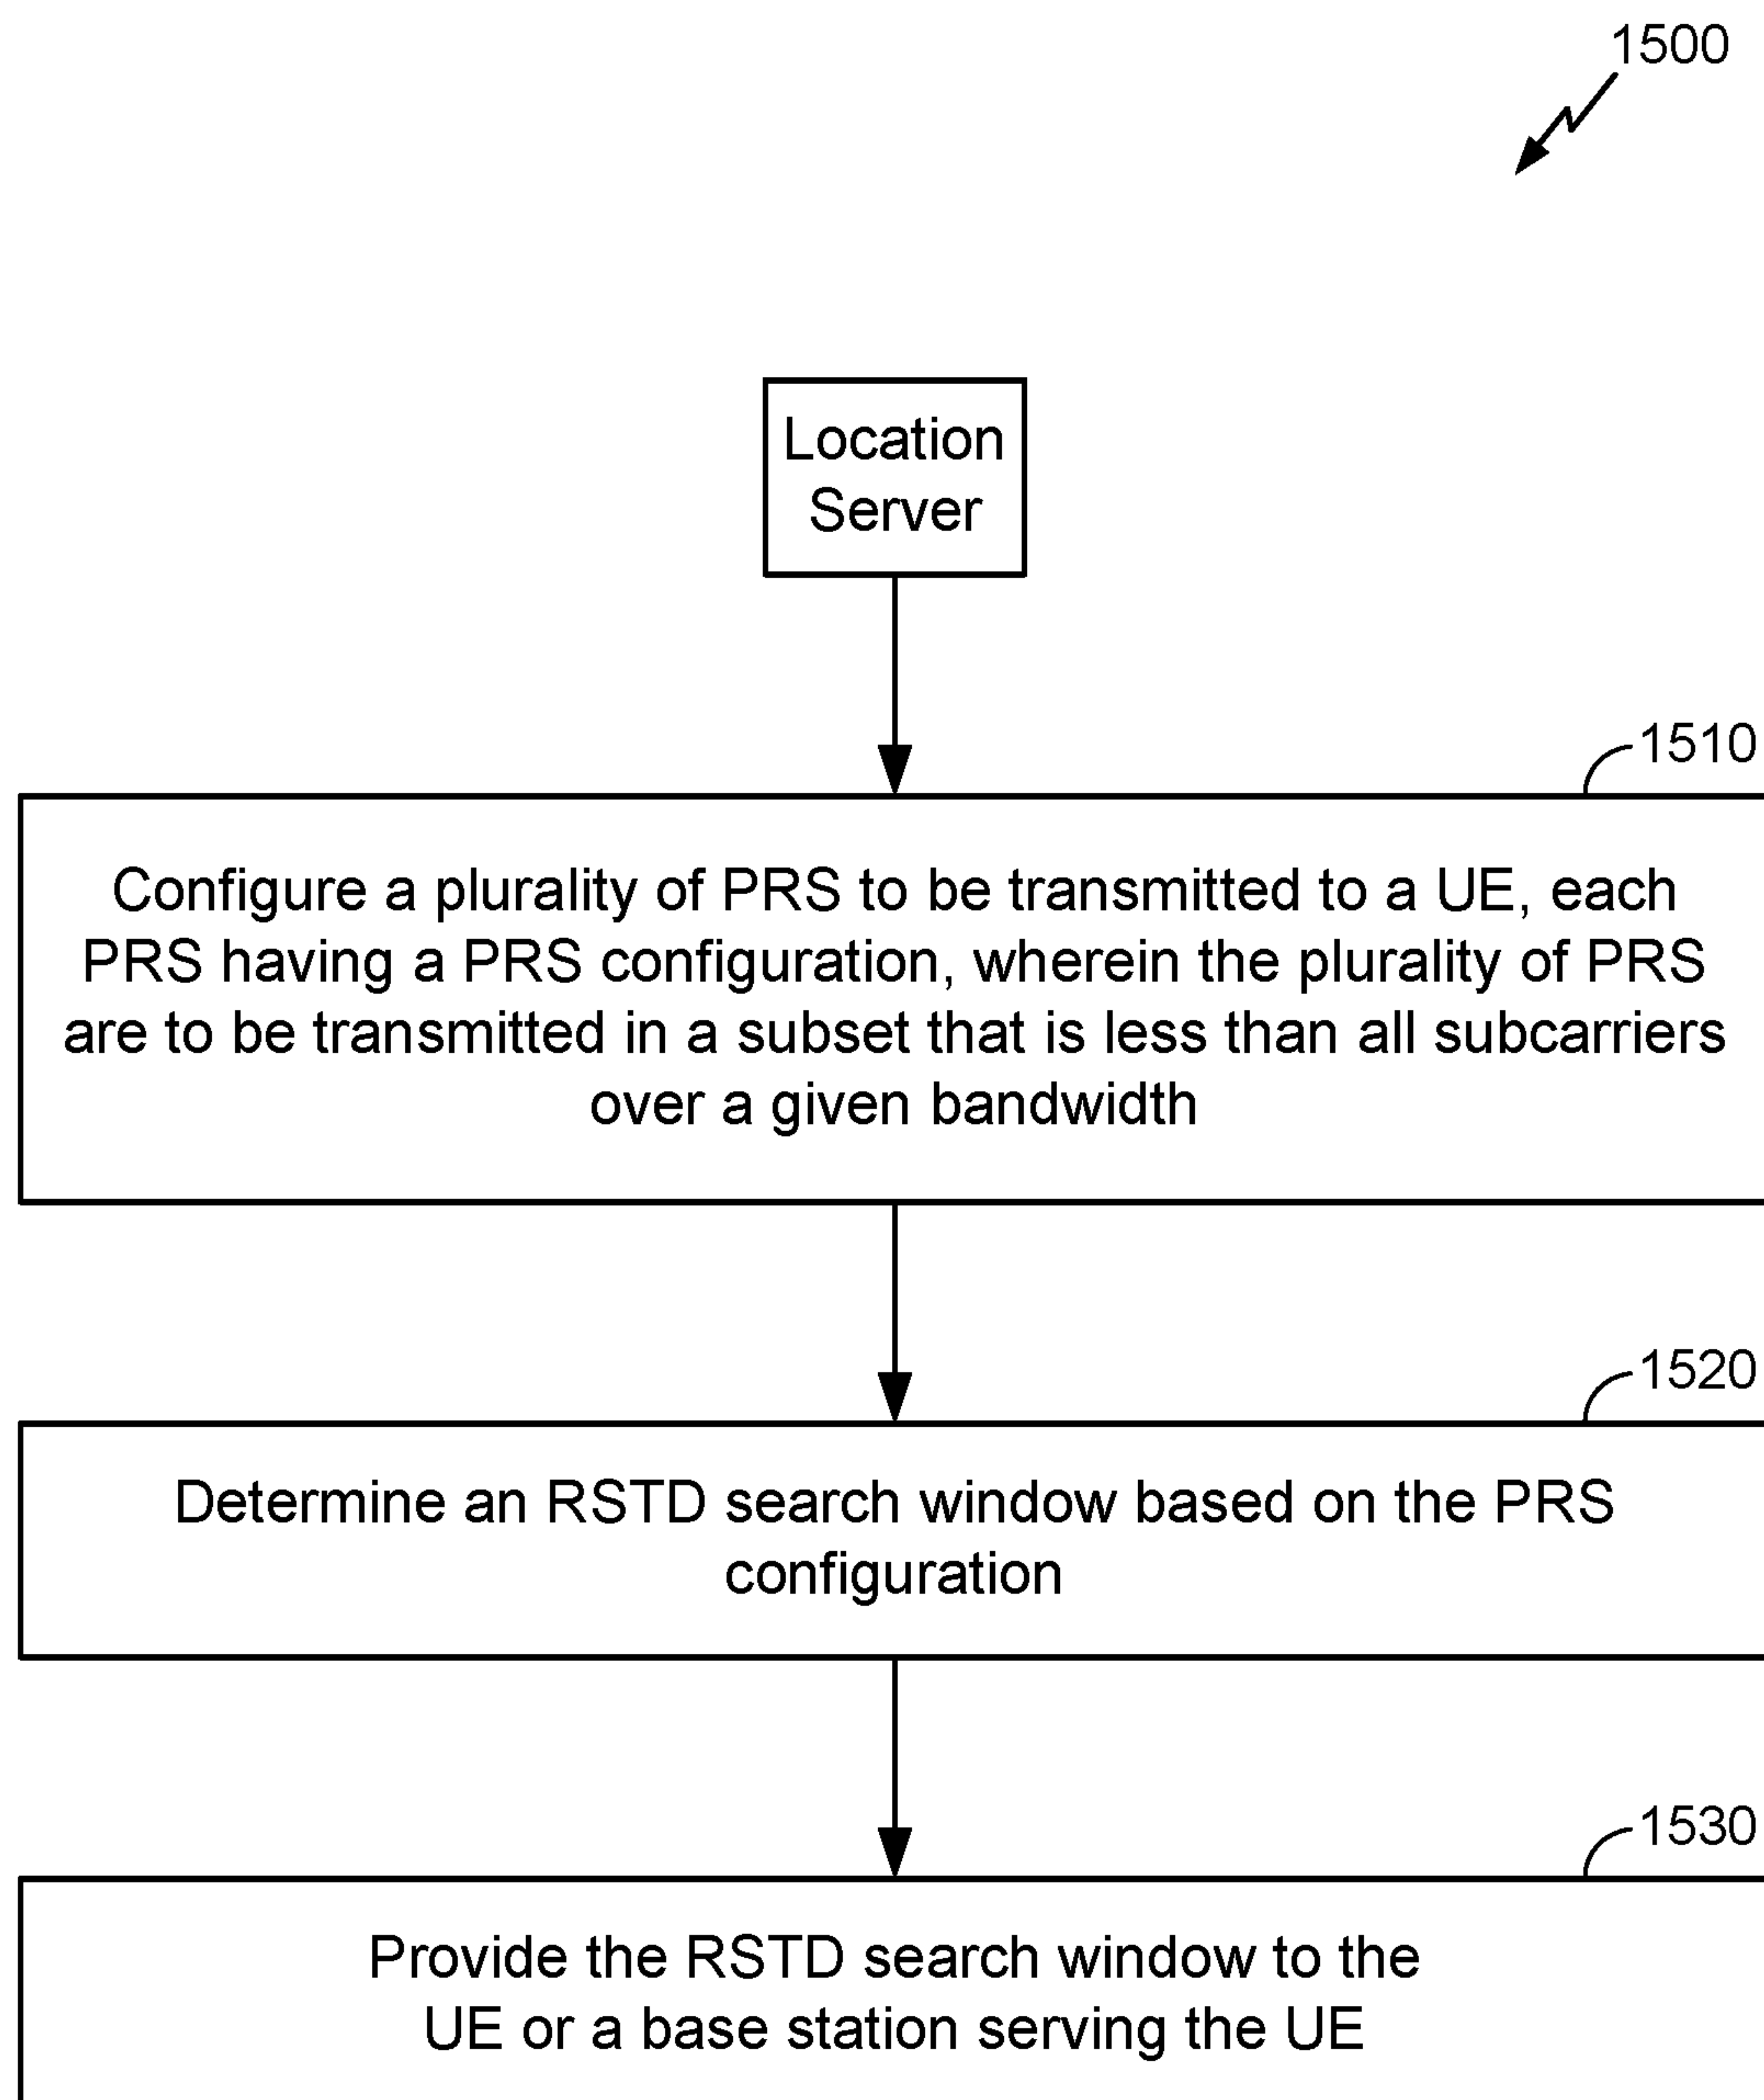 1500
Location
Server
1510
Configure a plurality of PRS to be transmitted to a UE, each
PRS having a PRS configuration, wherein the plurality of PRS
are to be transmitted in a subset that is less than all subcarriers
over a given bandwidth
1520
Determine an RSTD search window based on the PRS
configuration
1530
Provide the RSTD search window to the
UE or a base station serving the UE